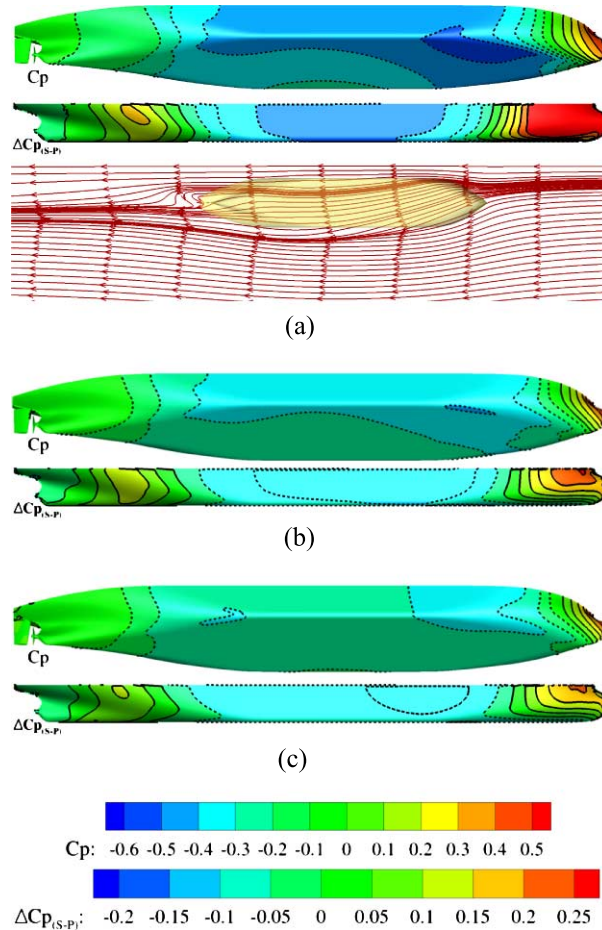 Cp
ΔCp(S-P)
(a)
Cp
ΔCp(S-P)
(b)
Cp
ΔCp(S-P)
(c)
Cp: -0.6 -0.5 -0.4 -0.3 -0.2 -0.1 0 0.1 0.2 0.3 0.4 0.5
ΔCp(S-P): -0.2 -0.15 -0.1 -0.05 0 0.05 0.1 0.15 0.2 0.25